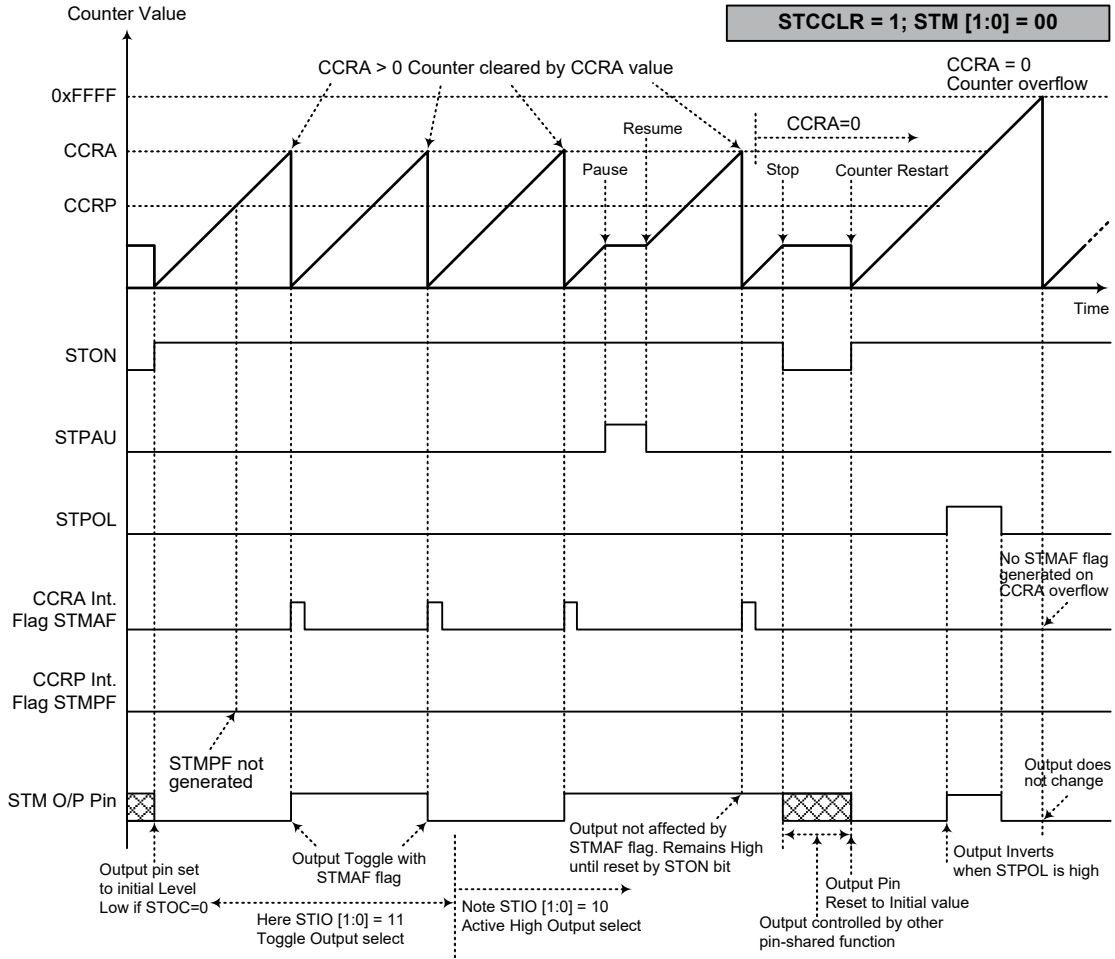 Counter Value
STCCLR = 1; STM [1:0] = 00
CCRA > 0 Counter cleared by CCRA value
CCRA = 0
Counter overflow
0xFFFF
Resume
CCRA=0
CCRA
Pause
Stop
Counter Restart
CCRP
Time
STON
STPAU
STPOL
No STMAF flag
generated on
CCRA overflow
CCRA Int.
Flag STMAF
CCRP Int.
Flag STMPF
STMPF not
generated
Output does
not change
STM O/P Pin
Output pin set
to initial Level
Low if STOC=0
Output Toggle with
STMAF flag
Output not affected by
STMAF flag. Remains High
until reset by STON bit
Output Inverts
when STPOL is high
Output Pin
Reset to Initial value
Here STIO [1:0] = 11
Toggle Output select
Note STIO [1:0] = 10
Active High Output select
Output controlled by other
pin-shared function